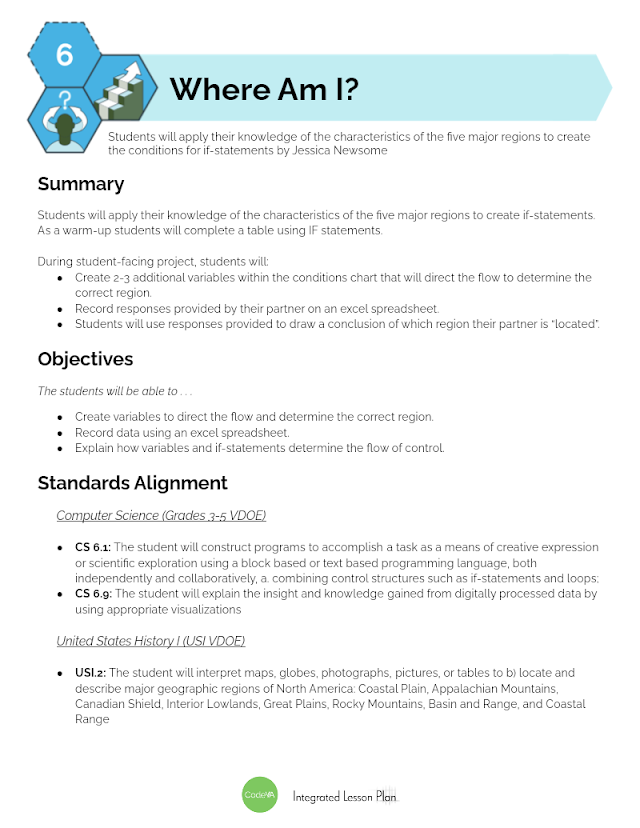 6
Where Am I?
?
Students will apply their knowledge of the characteristics of the five major regions to create
the conditions for if-statements by Jessica Newsome
Summary
Students will apply their knowledge of the characteristics of the five major regions to create if-statements.
As a warm-up students will complete a table using IF statements.
During student-facing project, students will:
● Create 2-3 additional variables within the conditions chart that will direct the flow to determine the
correct region.
● Record responses provided by their partner on an excel spreadsheet.
● Students will use responses provided to draw a conclusion of which region their partner is “located”.
Objectives
The students will be able to . . .
● Create variables to direct the flow and determine the correct region.
● Record data using an excel spreadsheet.
● Explain how variables and if-statements determine the flow of control.
Standards Alignment
Computer Science (Grades 3-5 VDOE)
● CS 6.1: The student will construct programs to accomplish a task as a means of creative expression
or scientific exploration using a block based or text based programming language, both
independently and collaboratively, a. combining control structures such as if-statements and loops;
● CS 6.9: The student will explain the insight and knowledge gained from digitally processed data by
using appropriate visualizations
United States History I (USI VDOE)
● USI.2: The student will interpret maps, globes, photographs, pictures, or tables to b) locate and
describe major geographic regions of North America: Coastal Plain, Appalachian Mountains,
Canadian Shield, Interior Lowlands, Great Plains, Rocky Mountains, Basin and Range, and Coastal
Range
CodeVA
Integrated Lesson Plan